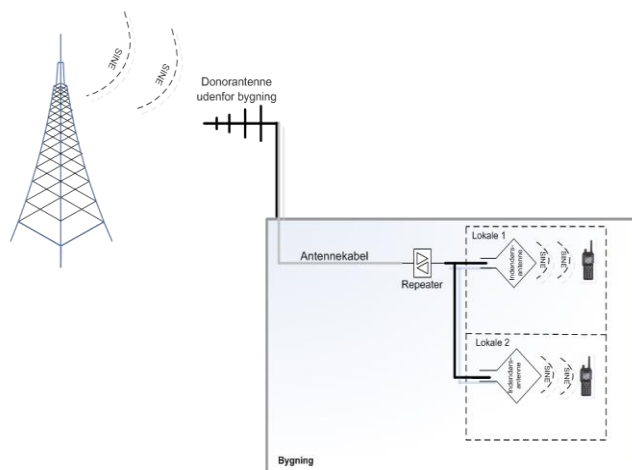 SINE
SINE
Donorantenne
udenfor bygning
Antennekabel
Repeater
Lokale 1
Indendørs-
antenne
SINE
SINE
Lokale 2
Indendørs-
antenne
SINE
SINE
Bygning